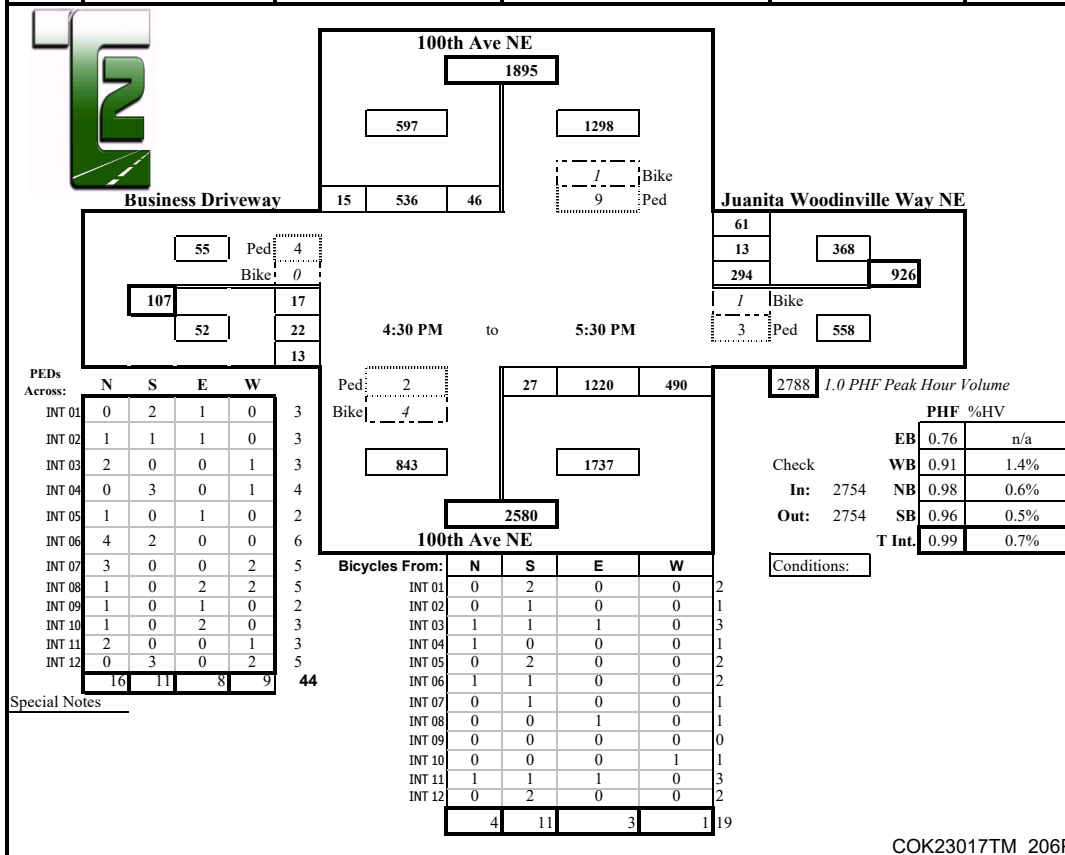 100th Ave NE
1895
597 1298
1 Bike
9 Ped
Business Driveway 15 536 46 Juanita Woodinville Way NE
61
55 Ped 4 13 368
Bike 0 294 926
107 17 1 Bike
52 22 4:30 PM to 5:30 PM 3 Ped 558
13
PEDs
Across: N S E W Ped 2 27 1220 490 2788 1.0 PHF Peak Hour Volume
INT 01 0 2 1 0 3 Bike 4 PHF %HV
INT 02 1 1 1 0 3 EB 0.76 n/a
INT 03 2 0 0 1 3 843 1737 Check WB 0.91 1.4%
INT 04 0 3 0 1 4 In: 2754 NB 0.98 0.6%
INT 05 1 0 1 0 2 2580 Out: 2754 SB 0.96 0.5%
INT 06 4 2 0 0 6 100th Ave NE T Int. 0.99 0.7%
INT 07 3 0 0 2 5 Bicycles From: N S E W Conditions:
INT 08 1 0 2 2 5 INT 01 0 2 0 0 2
INT 09 1 0 1 0 2 INT 02 0 1 0 0 1
INT 10 1 0 2 0 3 INT 03 1 1 1 0 3
INT 11 2 0 0 1 3 INT 04 1 0 0 0 1
INT 12 0 3 0 2 5 INT 05 0 2 0 0 2
16 11 8 9 44 INT 06 1 1 0 0 2
Special Notes INT 07 0 1 0 0 1
INT 08 0 0 1 0 1
INT 09 0 0 0 0 0
INT 10 0 0 0 1 1
INT 11 1 1 1 0 3
INT 12 0 2 0 0 2
4 11 3 1 19
COK23017TM_206P